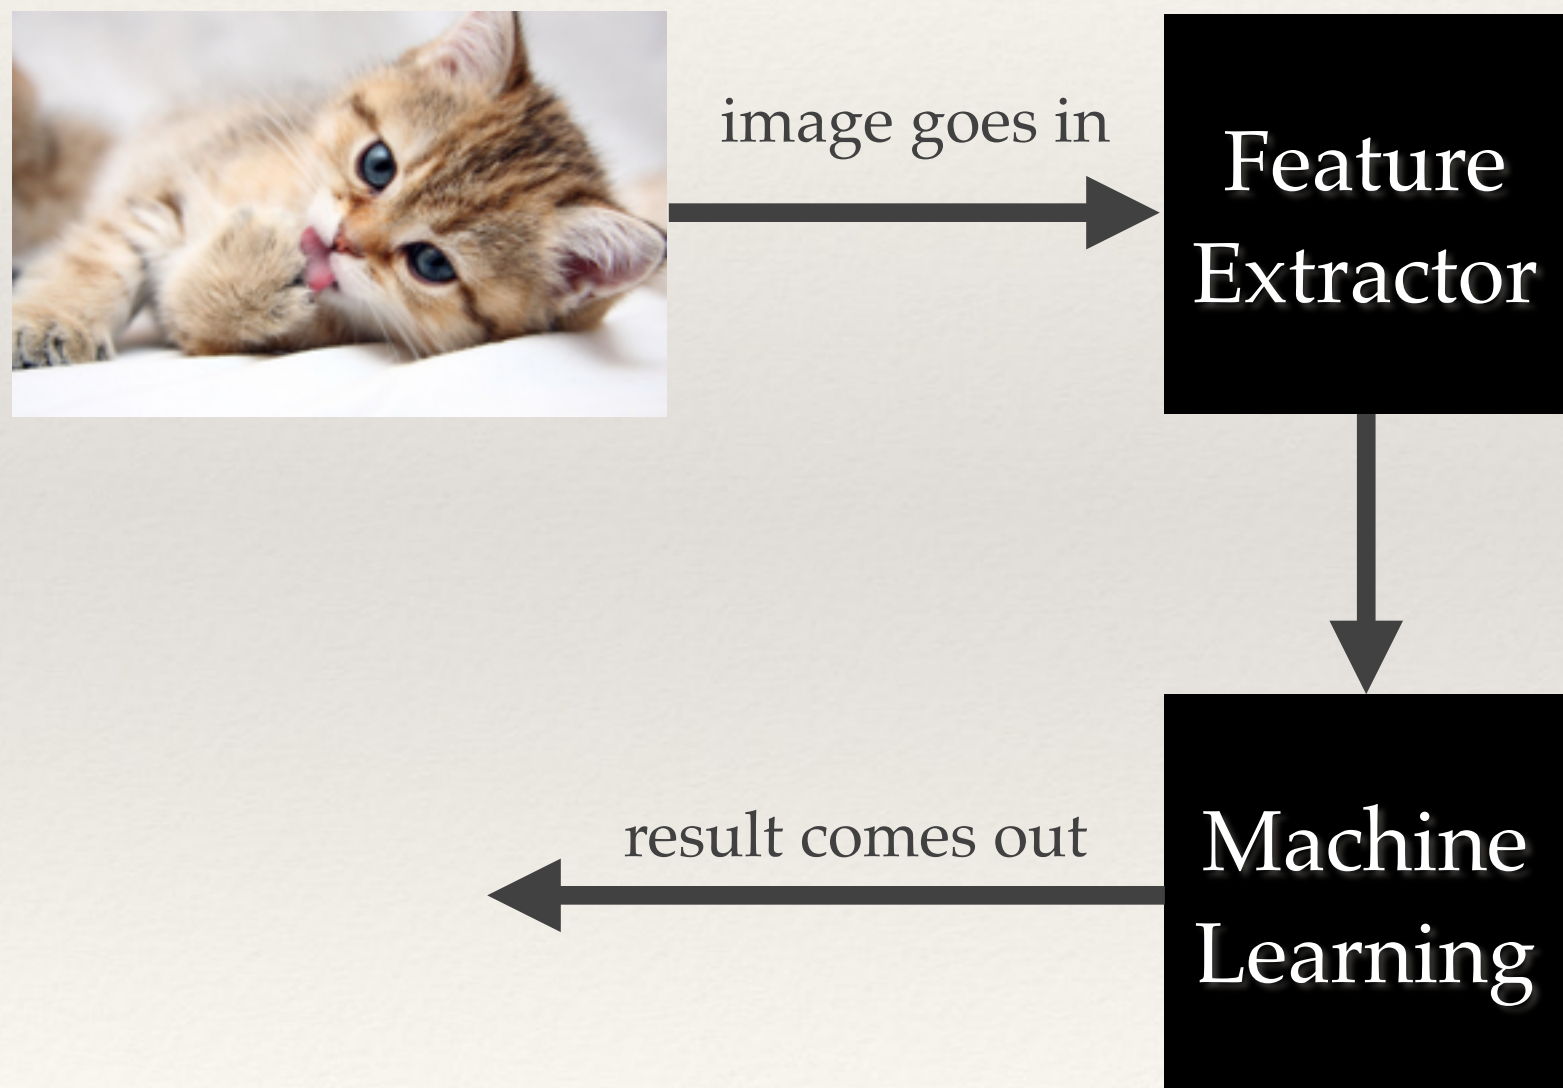 image goes in
Feature
Extractor
result comes out
Machine
Learning